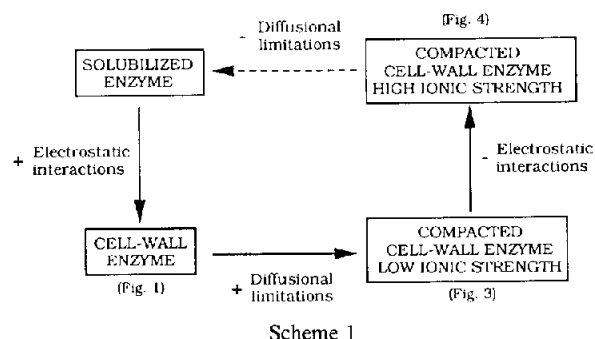 (Fig. 4)
- Diffusional
limitations
COMPACTED
CELL-WALL ENZYME
HIGH IONIC STRENGTH
SOLUBILIZED
ENZYME
+ Electrostatic
interactions
- Electrostatic
interactions
CELL-WALL
ENZYME
(Fig. 1)
+ Diffusional
limitations
COMPACTED
CELL-WALL ENZYME
LOW IONIC STRENGTH
(Fig. 3)
Scheme 1